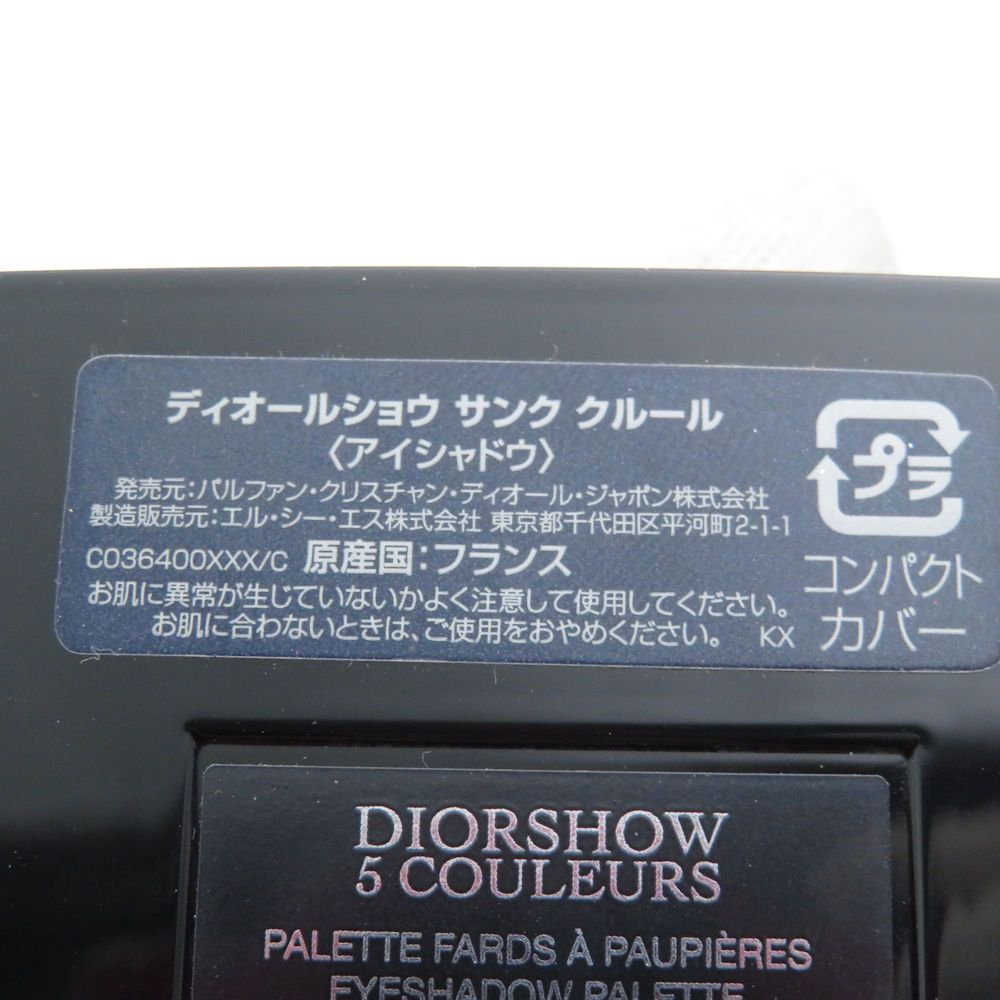 ディオールショウ サンク クルール
〈アイシャドウ〉
発売元:パルファン・クリスチャン・ディオール・ジャポン株式会社
製造販売元:エル・シー・エス株式会社 東京都千代田区平河町2-1-1
C036400XXX/C 原産国:フランス
お肌に異常が生じていないかよく注意して使用してください。
お肌に合わないときは、ご使用をおやめください。 KX
プラ
コンパクト
カバー
DIORSHOW
5 COULEURS
PALETTE FARDS À PAUPIÈRES
EYESHADOW PALETTE